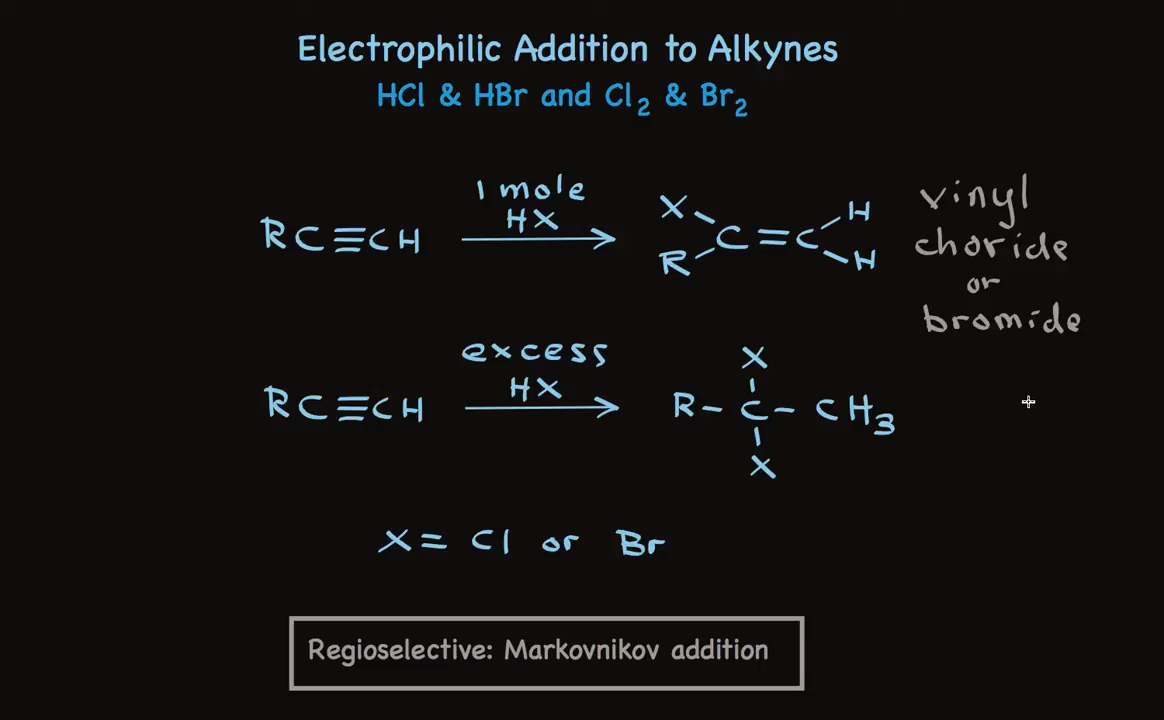 Electrophilic Addition to Alkynes
HCl & HBr and Cl₂ & Br₂
1 mole
HX
RC≡CH
X
R
C=C
H
H
vinyl
choride
or
bromide
excess
HX
RC≡CH
X
R-C-CH₃
X
X= Cl or Br
Regioselective: Markovnikov addition